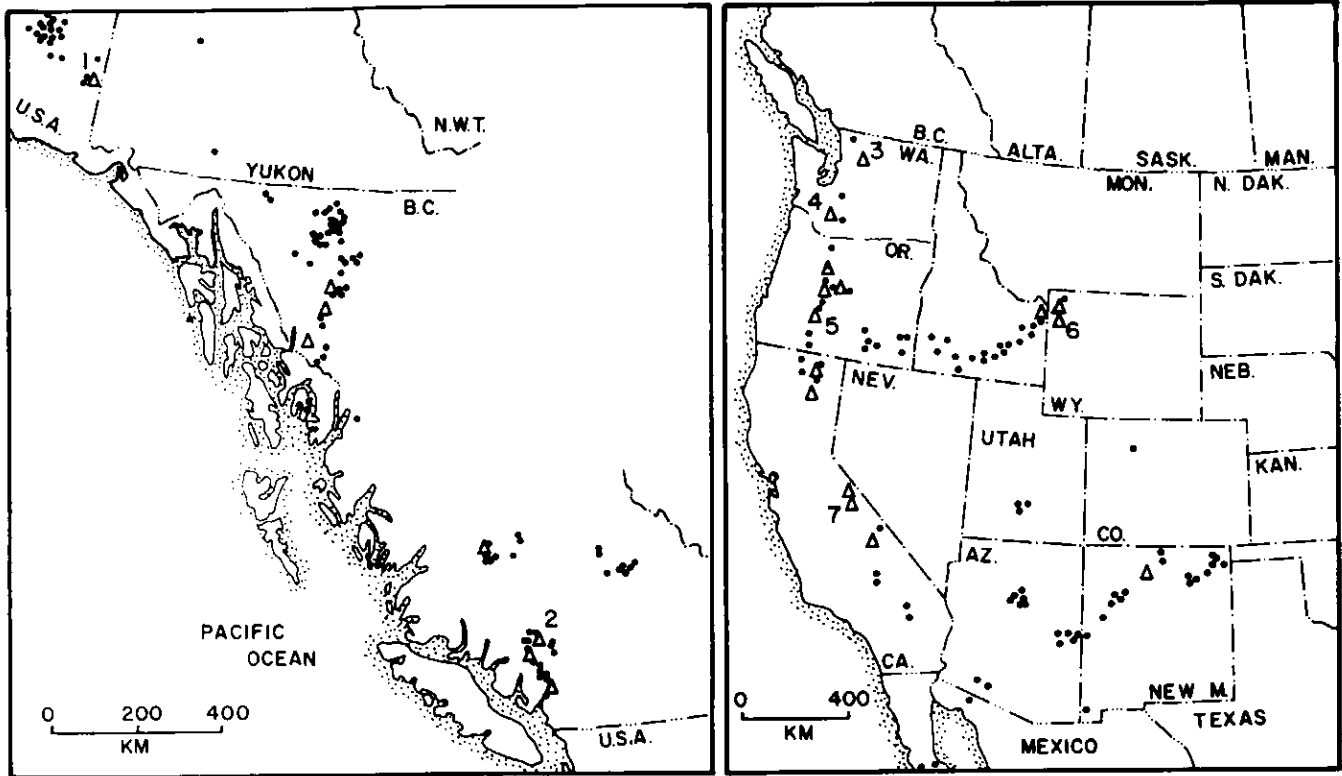 1
U.S.A.
N.W.T.
YUKON
B.C.
2
PACIFIC
OCEAN
0 200 400
KM
U.S.A.
B.C.
3
WA.
ALTA.
SASK.
MAN.
MON.
N. DAK.
4
OR.
S. DAK.
5
6
NEV.
NEB.
WY.
UTAH
KAN.
7
CO.
AZ.
CA.
0 400
KM
NEW M.
TEXAS
MEXICO